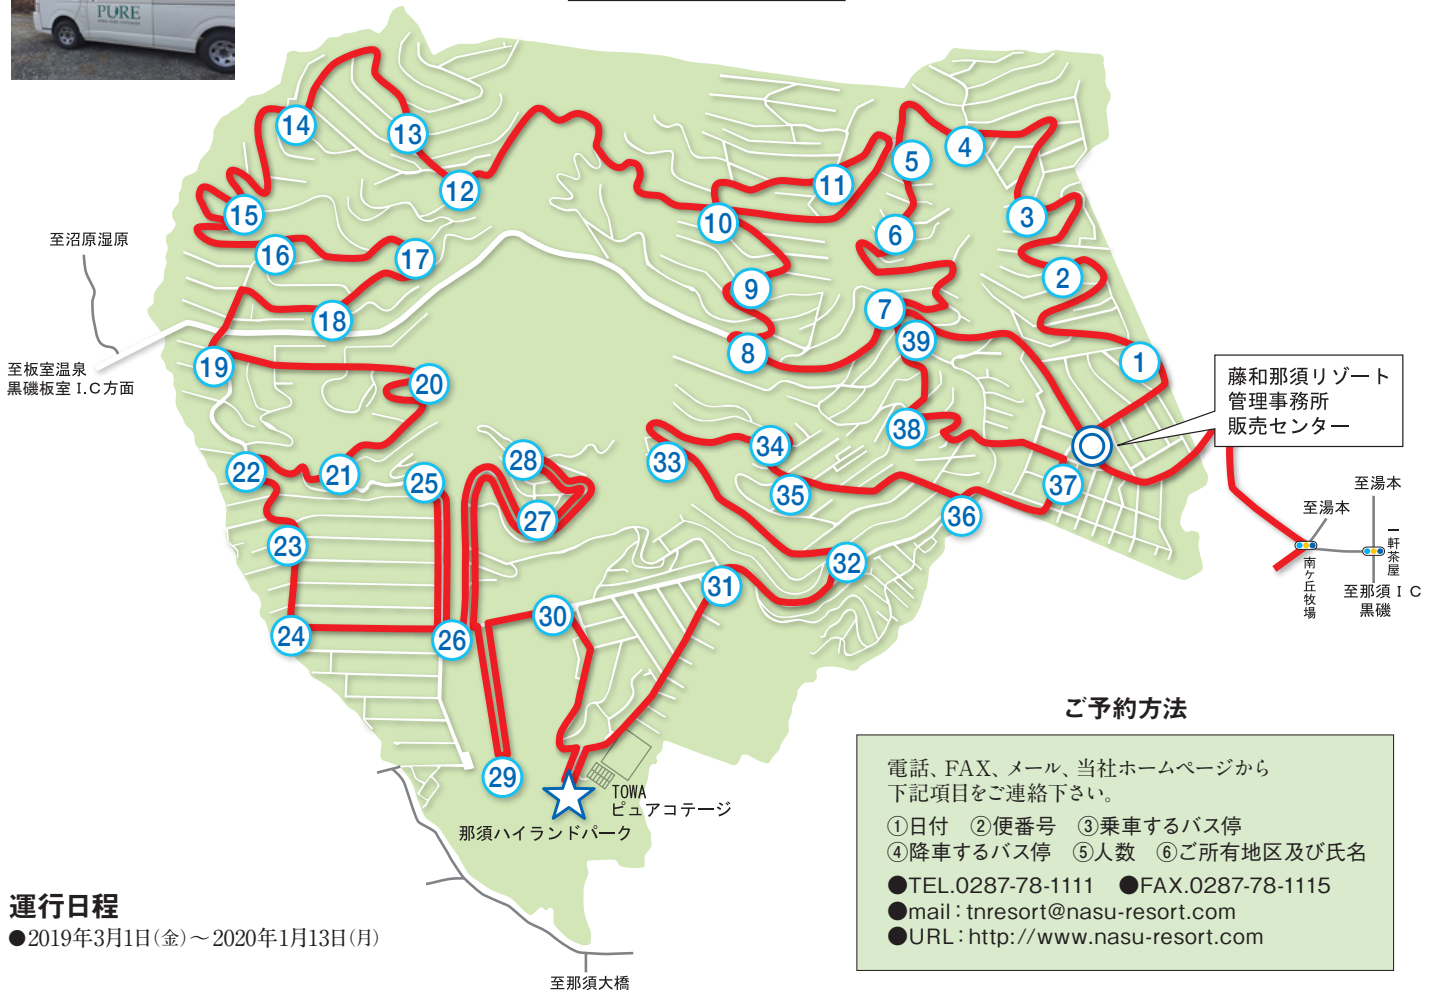 PURE
14
13
12
15
16
17
18
19
20
21
22
23
24
25
26
27
28
29
30
31
32
33
34
35
36
37
38
39
1
2
3
4
5
6
7
8
9
10
11
至沼原湿原
至板室温泉
黒磯板室I.C方面
藤和那須リゾート
管理事務所
販売センター
至湯本
至湯本
一軒茶屋
南ヶ丘牧場
至那須IC
黒磯
TOWA
ピュアコテージ
那須ハイランドパーク
至那須大橋
運行日程
●2019年3月1日(金)～2020年1月13日(月)
ご予約方法
電話、FAX、メール、当社ホームページから
下記項目をご連絡下さい。
①日付 ②便番号 ③乗車するバス停
④降車するバス停 ⑤人数 ⑥ご所有地区及び氏名
●TEL.0287-78-1111 ●FAX.0287-78-1115
●mail：tnresort@nasu-resort.com
●URL：http://www.nasu-resort.com